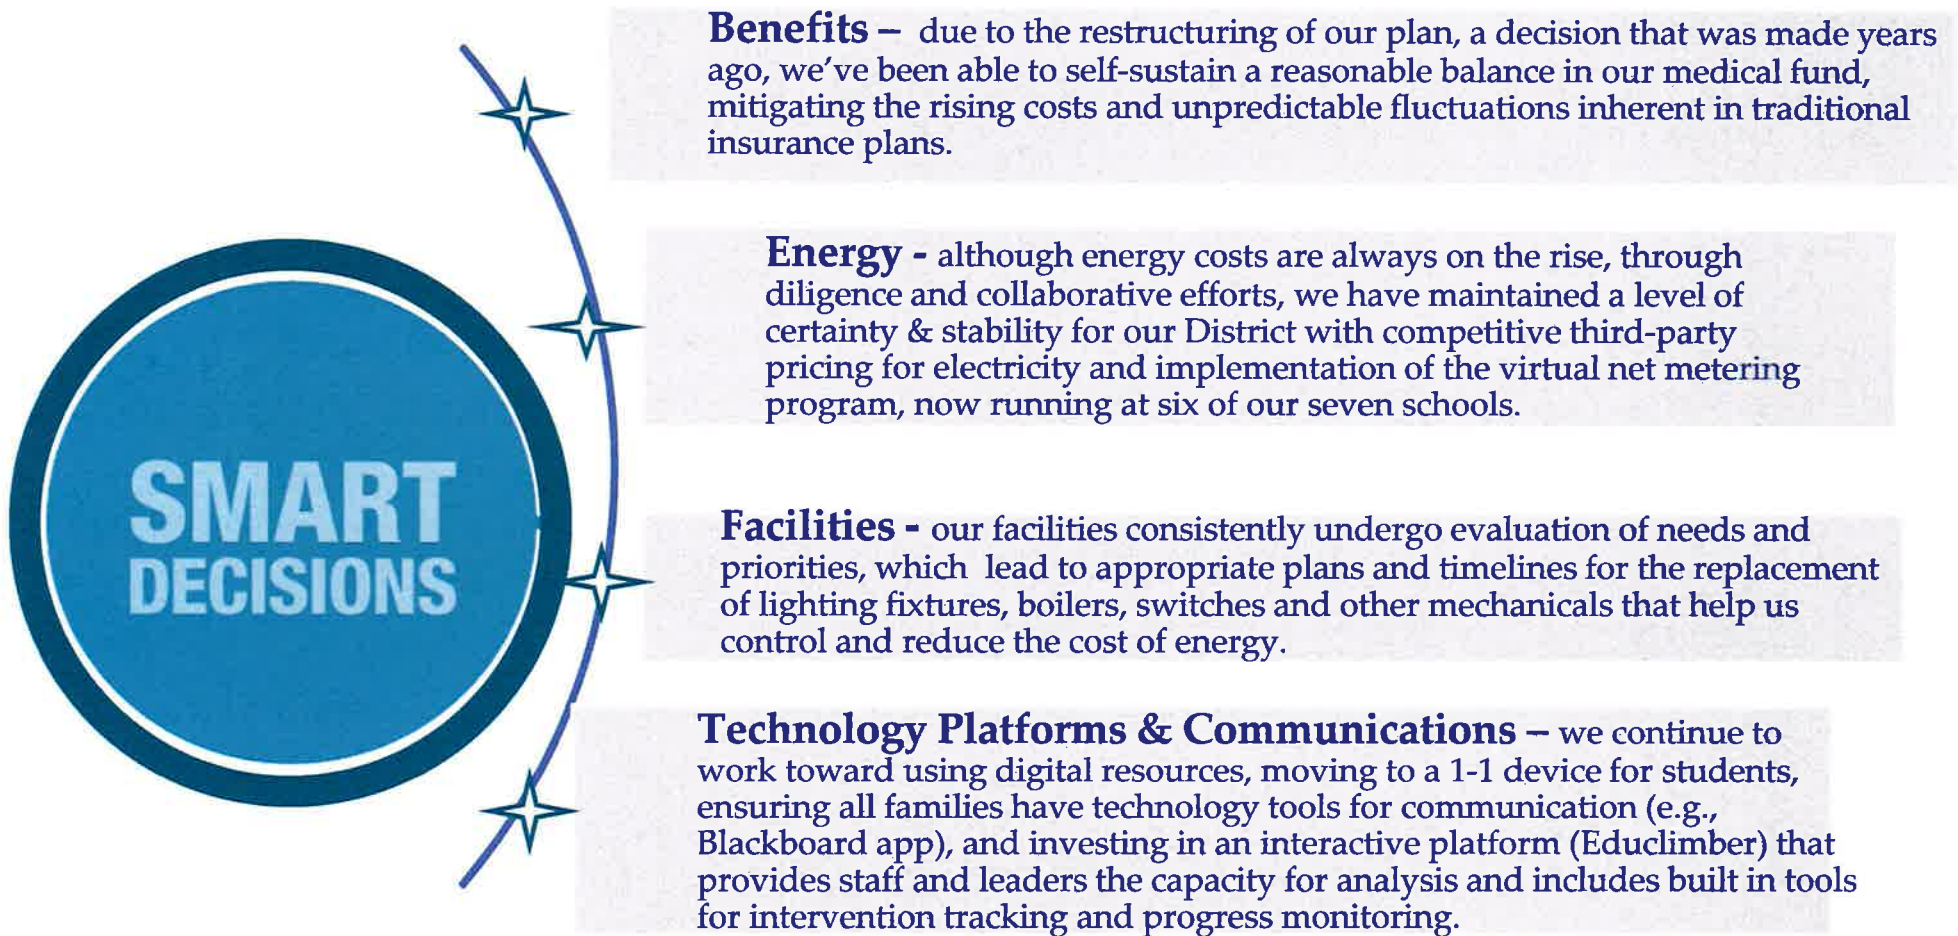 SMART
DECISIONS
Benefits – due to the restructuring of our plan, a decision that was made years
ago, we've been able to self-sustain a reasonable balance in our medical fund,
mitigating the rising costs and unpredictable fluctuations inherent in traditional
insurance plans.
Energy - although energy costs are always on the rise, through
diligence and collaborative efforts, we have maintained a level of
certainty & stability for our District with competitive third-party
pricing for electricity and implementation of the virtual net metering
program, now running at six of our seven schools.
Facilities - our facilities consistently undergo evaluation of needs and
priorities, which lead to appropriate plans and timelines for the replacement
of lighting fixtures, boilers, switches and other mechanicals that help us
control and reduce the cost of energy.
Technology Platforms & Communications – we continue to
work toward using digital resources, moving to a 1-1 device for students,
ensuring all families have technology tools for communication (e.g.,
Blackboard app), and investing in an interactive platform (Educlimber) that
provides staff and leaders the capacity for analysis and includes built in tools
for intervention tracking and progress monitoring.